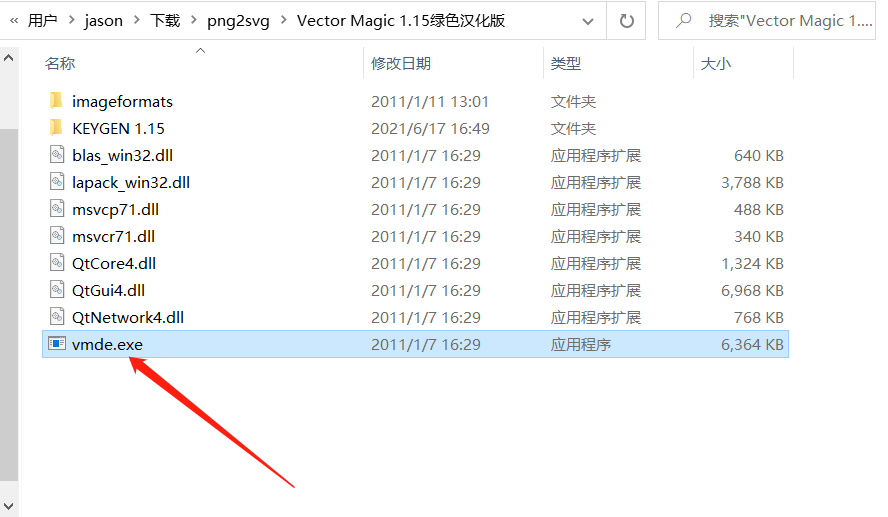 « 用户 > jason > 下载 > png2svg > Vector Magic 1.15绿色汉化版 搜索"Vector Magic 1....
名称 修改日期 类型 大小
imageformats 2011/1/11 13:01 文件夹
KEYGEN 1.15 2021/6/17 16:49 文件夹
blas_win32.dll 2011/1/7 16:29 应用程序扩展 640 KB
lapack_win32.dll 2011/1/7 16:29 应用程序扩展 3,788 KB
msvcp71.dll 2011/1/7 16:29 应用程序扩展 488 KB
msvcr71.dll 2011/1/7 16:29 应用程序扩展 340 KB
QtCore4.dll 2011/1/7 16:29 应用程序扩展 1,324 KB
QtGui4.dll 2011/1/7 16:29 应用程序扩展 6,968 KB
QtNetwork4.dll 2011/1/7 16:29 应用程序扩展 768 KB
vmde.exe 2011/1/7 16:29 应用程序 6,364 KB